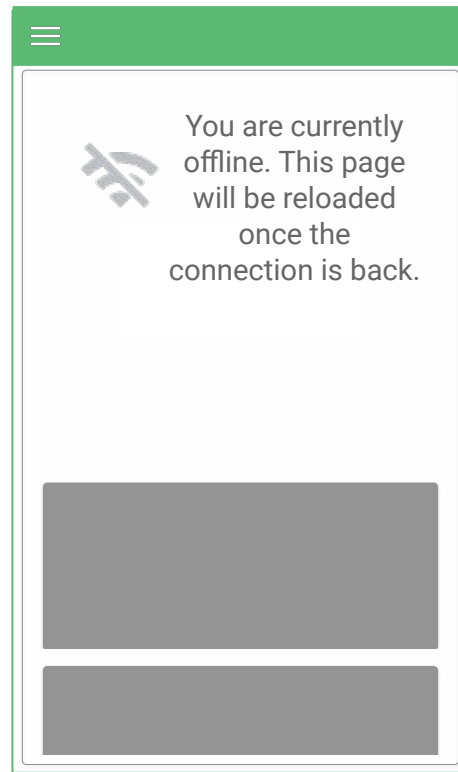 You are currently
offline. This page
will be reloaded
once the
connection is back.